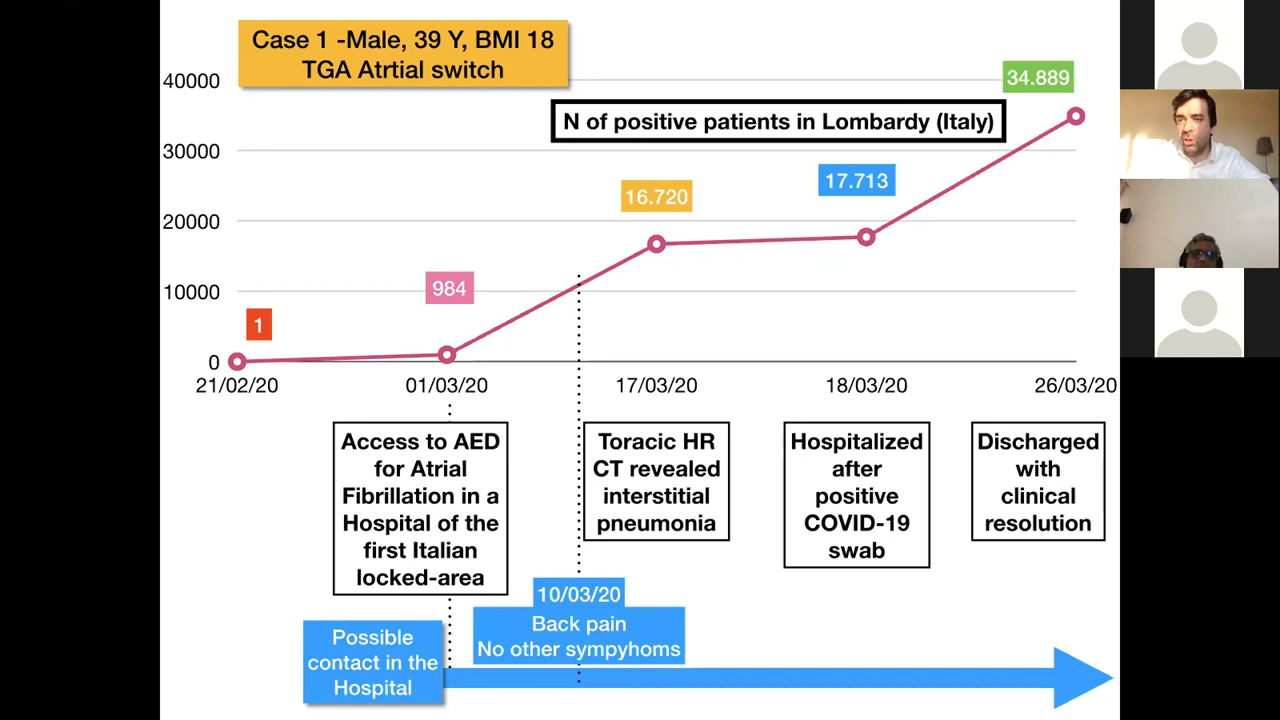 Case 1 -Male, 39 Y, BMI 18
TGA Atrtial switch
N of positive patients in Lombardy (Italy)
40000
30000
20000
10000
0
1
984
16.720
17.713
34.889
21/02/20
01/03/20
17/03/20
18/03/20
26/03/20
Access to AED
for Atrial
Fibrillation in a
Hospital of the
first Italian
locked-area
Toracic HR
CT revealed
interstitial
pneumonia
Hospitalized
after
positive
COVID-19
swab
Discharged
with
clinical
resolution
10/03/20
Back pain
No other sympyhoms
Possible
contact in the
Hospital